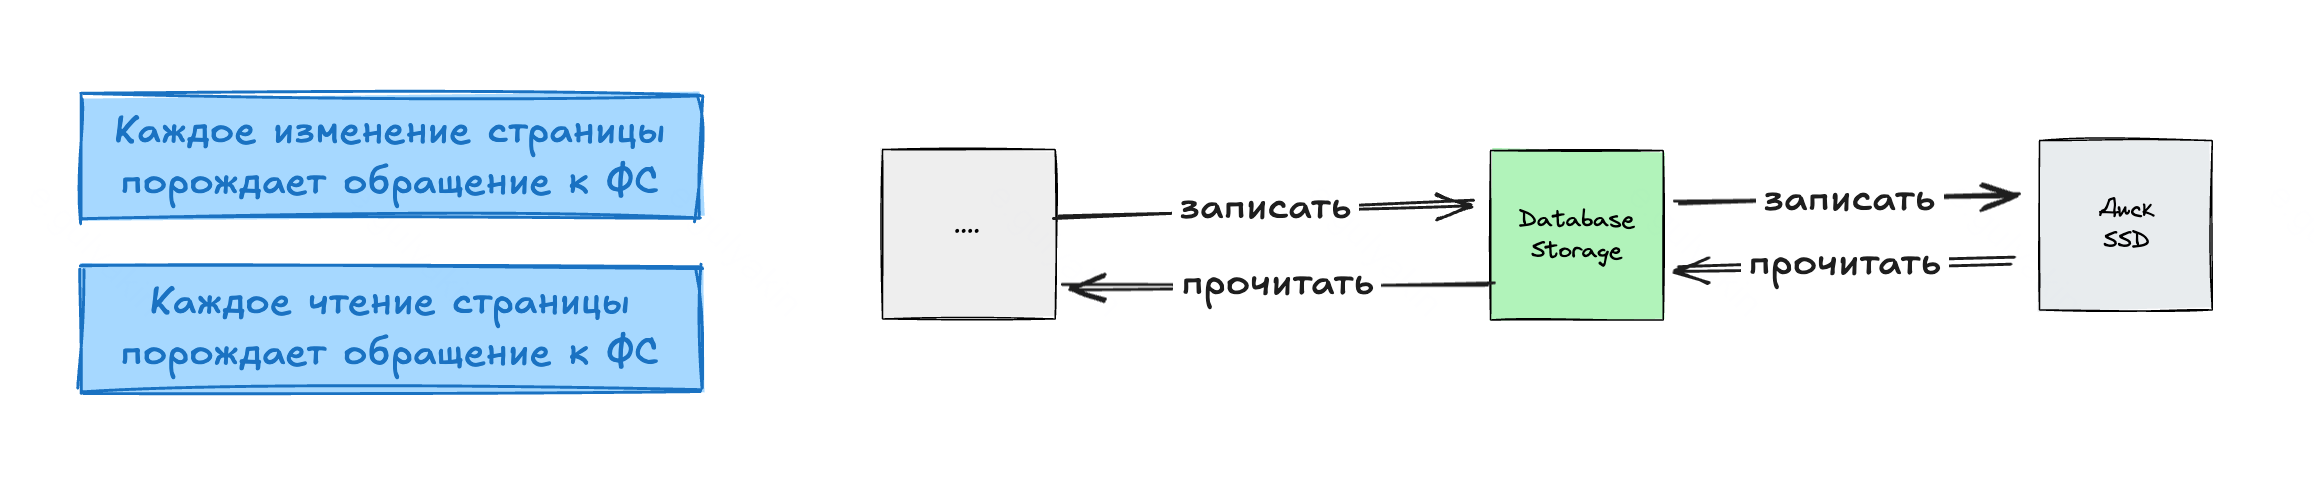 Каждое изменение страницы
порождает обращение к ФС
Каждое чтение страницы
порождает обращение к ФС
....
записать
прочитать
Database
Storage
записать
прочитать
Диск
SSD